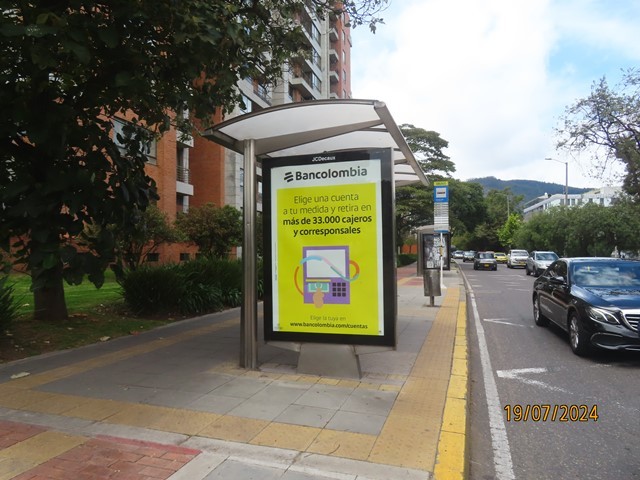 JCDecaux
Bancolombia
Elige una cuenta
a tu medida y retira en
más de 33.000 cajeros
y corresponsales
Elige la tuya en
www.bancolombia.com/cuentas
19/07/2024